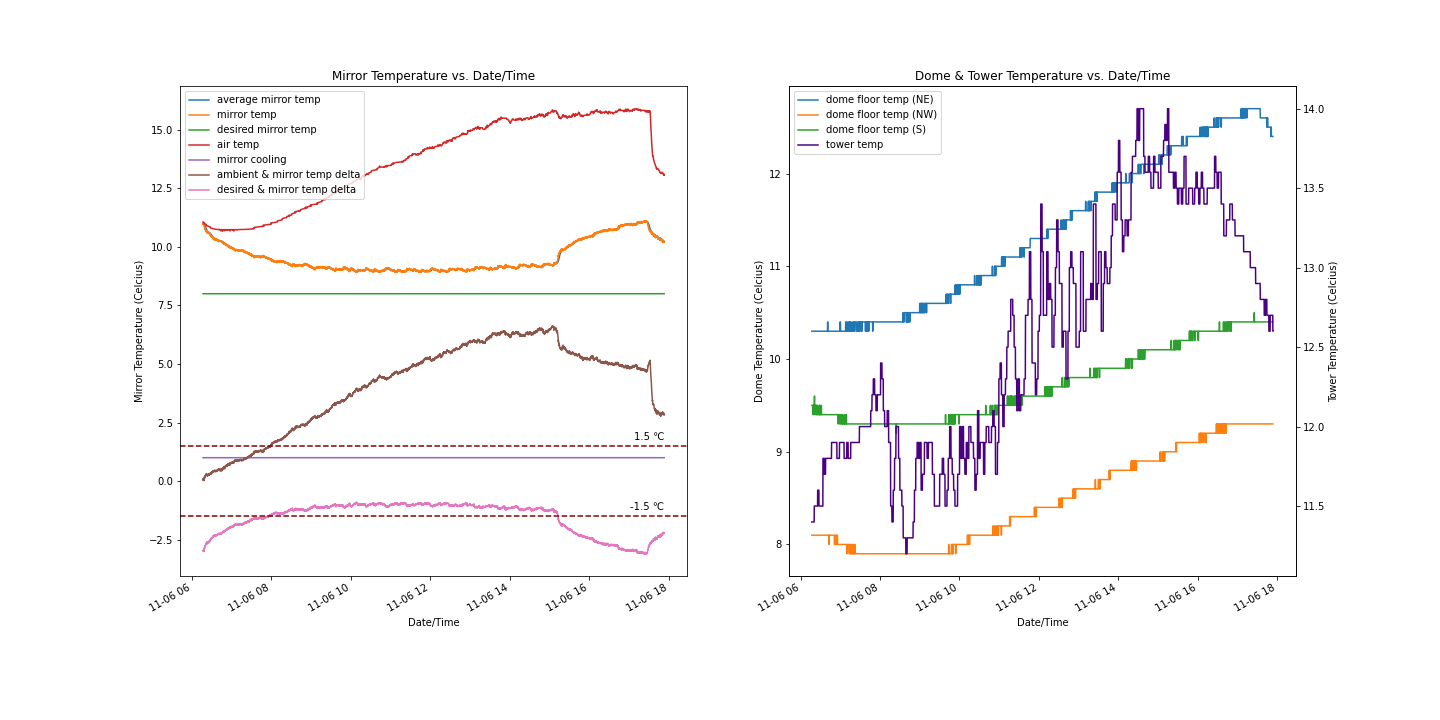 Mirror Temperature vs. Date/Time
average mirror temp
mirror temp
desired mirror temp
air temp
mirror cooling
ambient & mirror temp delta
desired & mirror temp delta
15.0
12.5
10.0
7.5
5.0
2.5
0.0
−2.5
Mirror Temperature (Celcius)
1.5 °C
-1.5 °C
11-06 06
11-06 08
11-06 10
11-06 12
11-06 14
11-06 16
11-06 18
Date/Time
Dome & Tower Temperature vs. Date/Time
dome floor temp (NE)
dome floor temp (NW)
dome floor temp (S)
tower temp
12
11
10
9
8
Dome Temperature (Celcius)
14.0
13.5
13.0
12.5
12.0
11.5
Tower Temperature (Celcius)
11-06 06
11-06 08
11-06 10
11-06 12
11-06 14
11-06 16
11-06 18
Date/Time